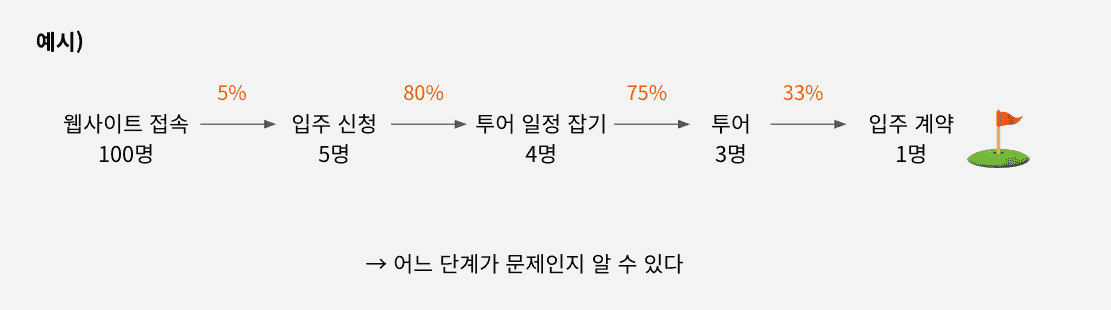 예시)
5% 80% 75% 33%
웹사이트 접속 입주 신청 투어 일정 잡기 투어 입주 계약
100명 5명 4명 3명 1명
→ 어느 단계가 문제인지 알 수 있다